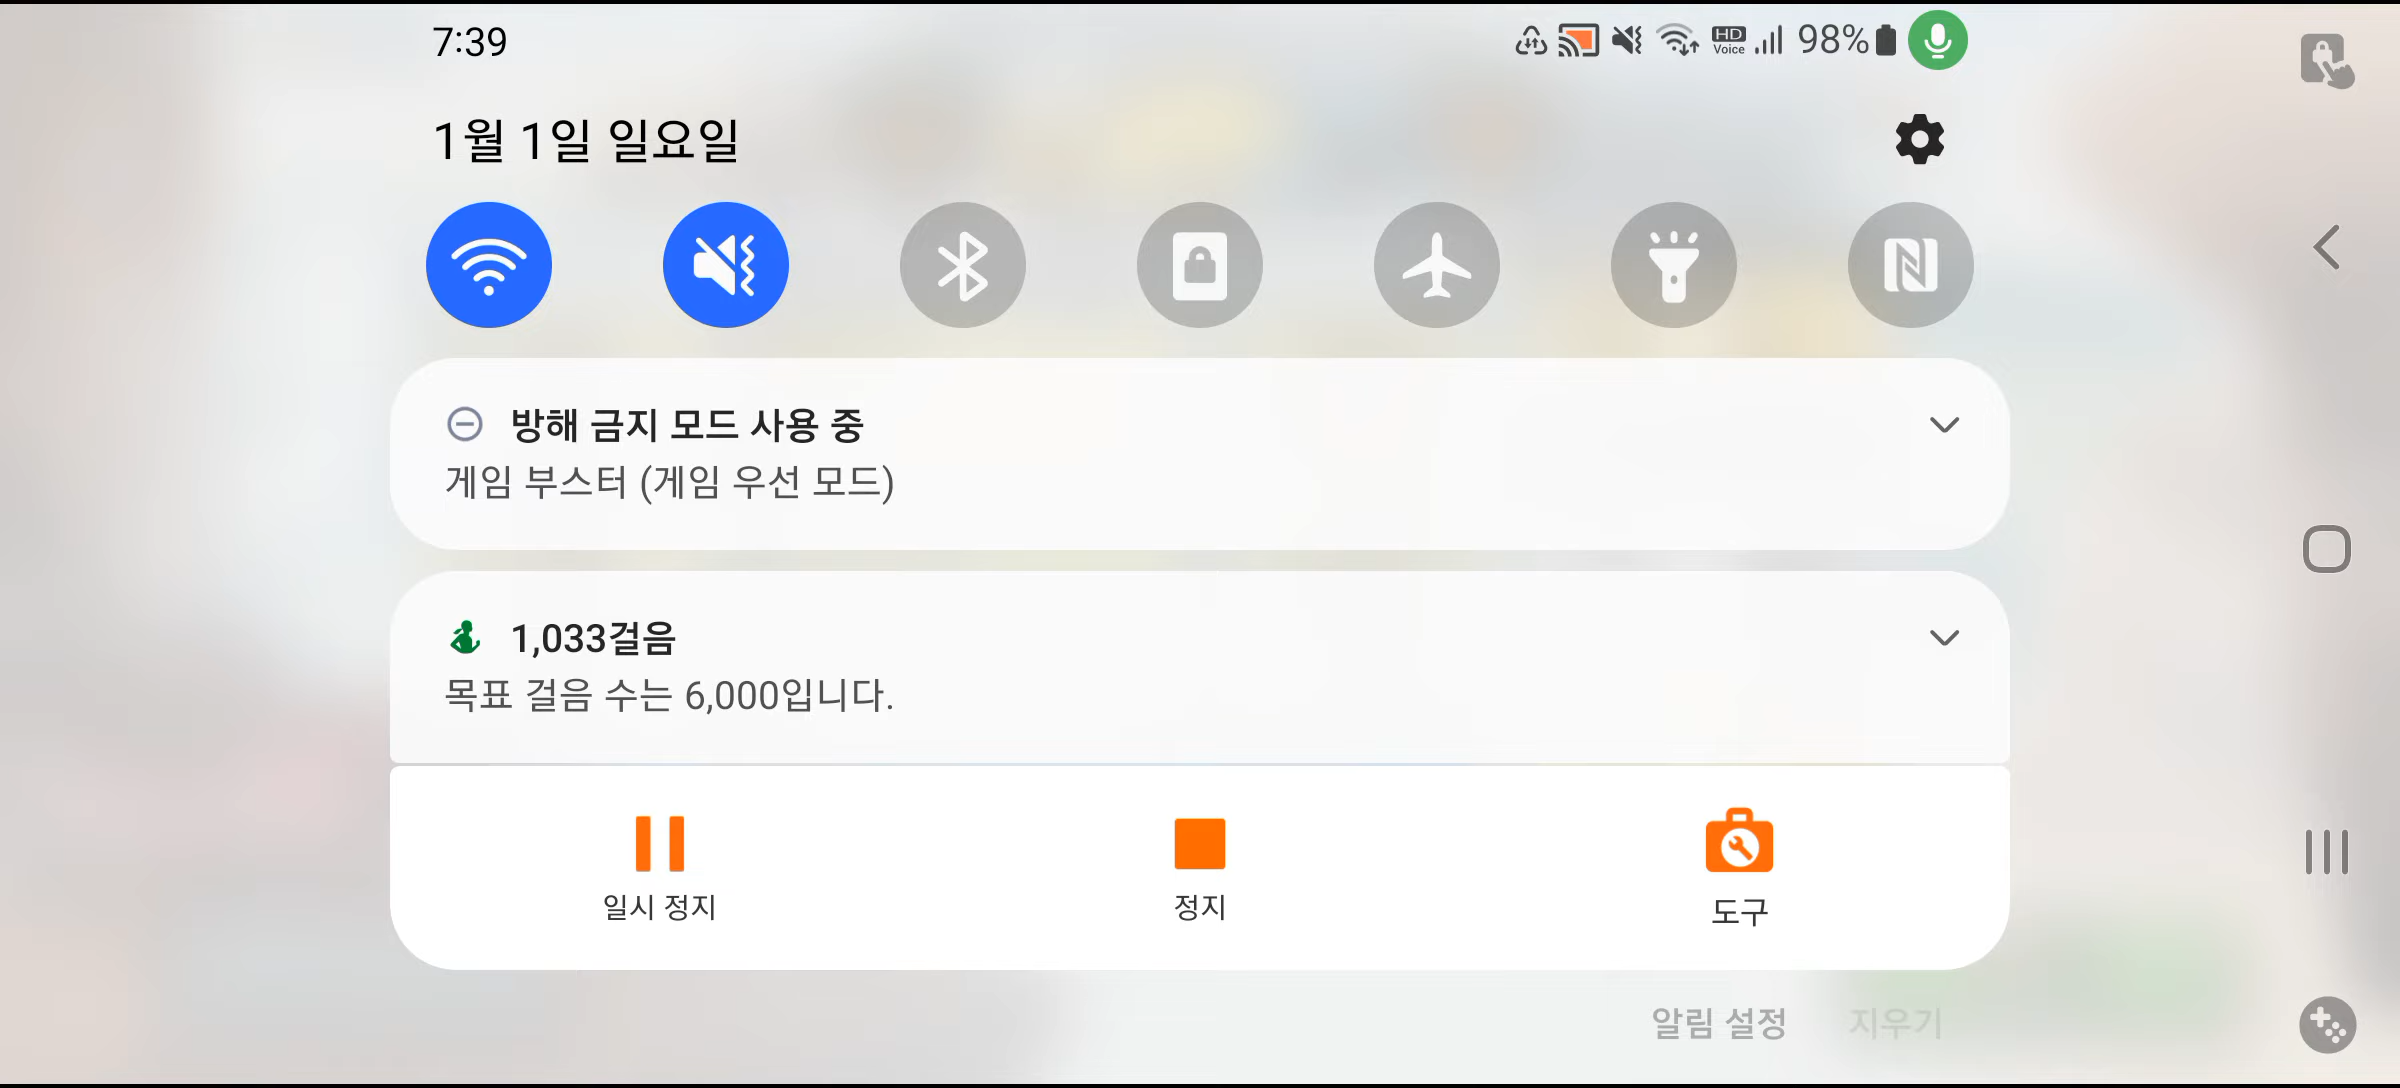 7:39
HD Voice 98%
1월 1일 일요일
방해 금지 모드 사용 중
게임 부스터 (게임 우선 모드)
1,033걸음
목표 걸음 수는 6,000입니다.
일시 정지 정지 도구
알림 설정 지우기